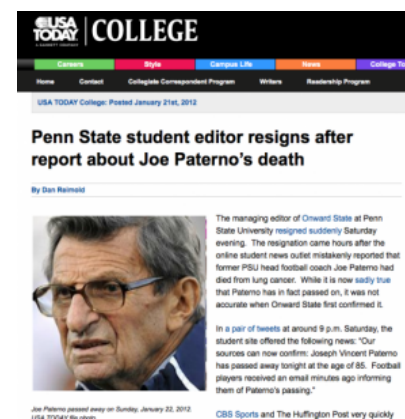 USA
TODAY
A GANNETT COMPANY
COLLEGE
Careers Style Campus Life News College To
Home Contact Collegiate Correspondent Program Writers Readership Program
USA TODAY College: Posted January 21st, 2012
Penn State student editor resigns after
report about Joe Paterno's death
By Dan Reimold
The managing editor of Onward State at Penn
State University resigned suddenly Saturday
evening. The resignation came hours after the
online student news outlet mistakenly reported that
former PSU head football coach Joe Paterno had
died from lung cancer. While it is now sadly true
that Paterno has in fact passed on, it was not
accurate when Onward State first confirmed it.
In a pair of tweets at around 9 p.m. Saturday, the
student site offered the following news: "Our
sources can now confirm: Joseph Vincent Paterno
has passed away tonight at the age of 85. Football
players received an email minutes ago informing
them of Paterno's passing."
CBS Sports and The Huffington Post very quickly
Joe Paterno passed away on Sunday, January 22, 2012.
USA TODAY file photo